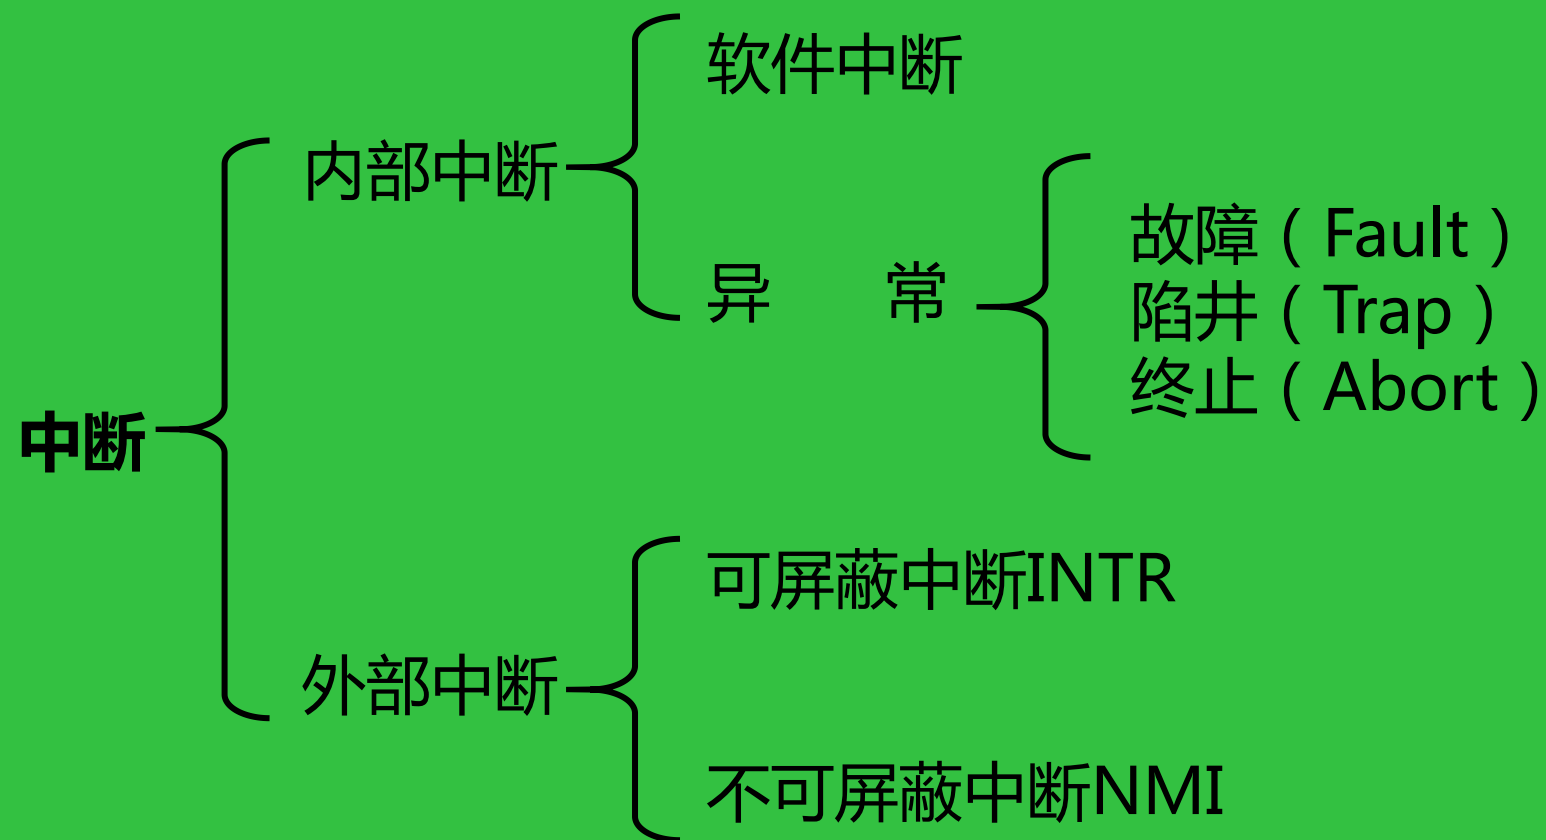 软件中断
内部中断
异 常
故障（Fault）
陷井（Trap）
终止（Abort）
中断
可屏蔽中断INTR
外部中断
不可屏蔽中断NMI